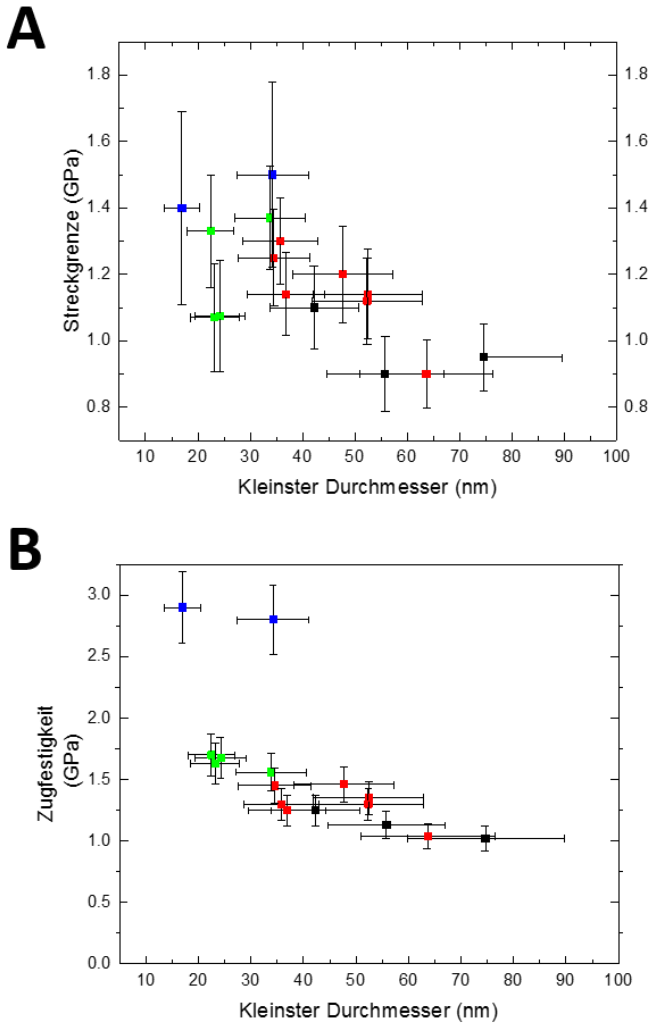 A
1.8 1.8
1.6 1.6
1.4 1.4
1.2 1.2
1.0 1.0
0.8 0.8
Streckgrenze (GPa)
10 20 30 40 50 60 70 80 90 100
Kleinster Durchmesser (nm)
B
3.0
2.5
2.0
1.5
1.0
0.5
0.0
Zugfestigkeit
(GPa)
10 20 30 40 50 60 70 80 90 100
Kleinster Durchmesser (nm)